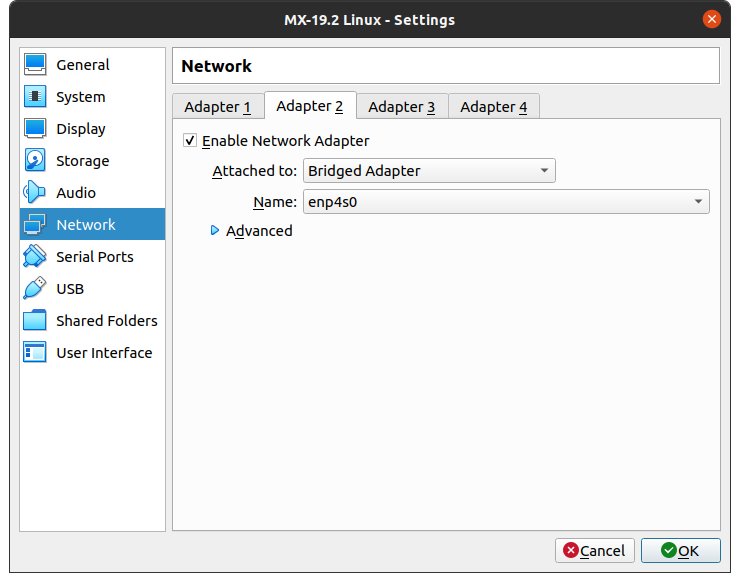 MX-19.2 Linux - Settings
General
System
Display
Storage
Audio
Network
Serial Ports
USB
Shared Folders
User Interface
Network
Adapter 1 Adapter 2 Adapter 3 Adapter 4
Enable Network Adapter
Attached to: Bridged Adapter
Name: enp4s0
Advanced
Cancel OK